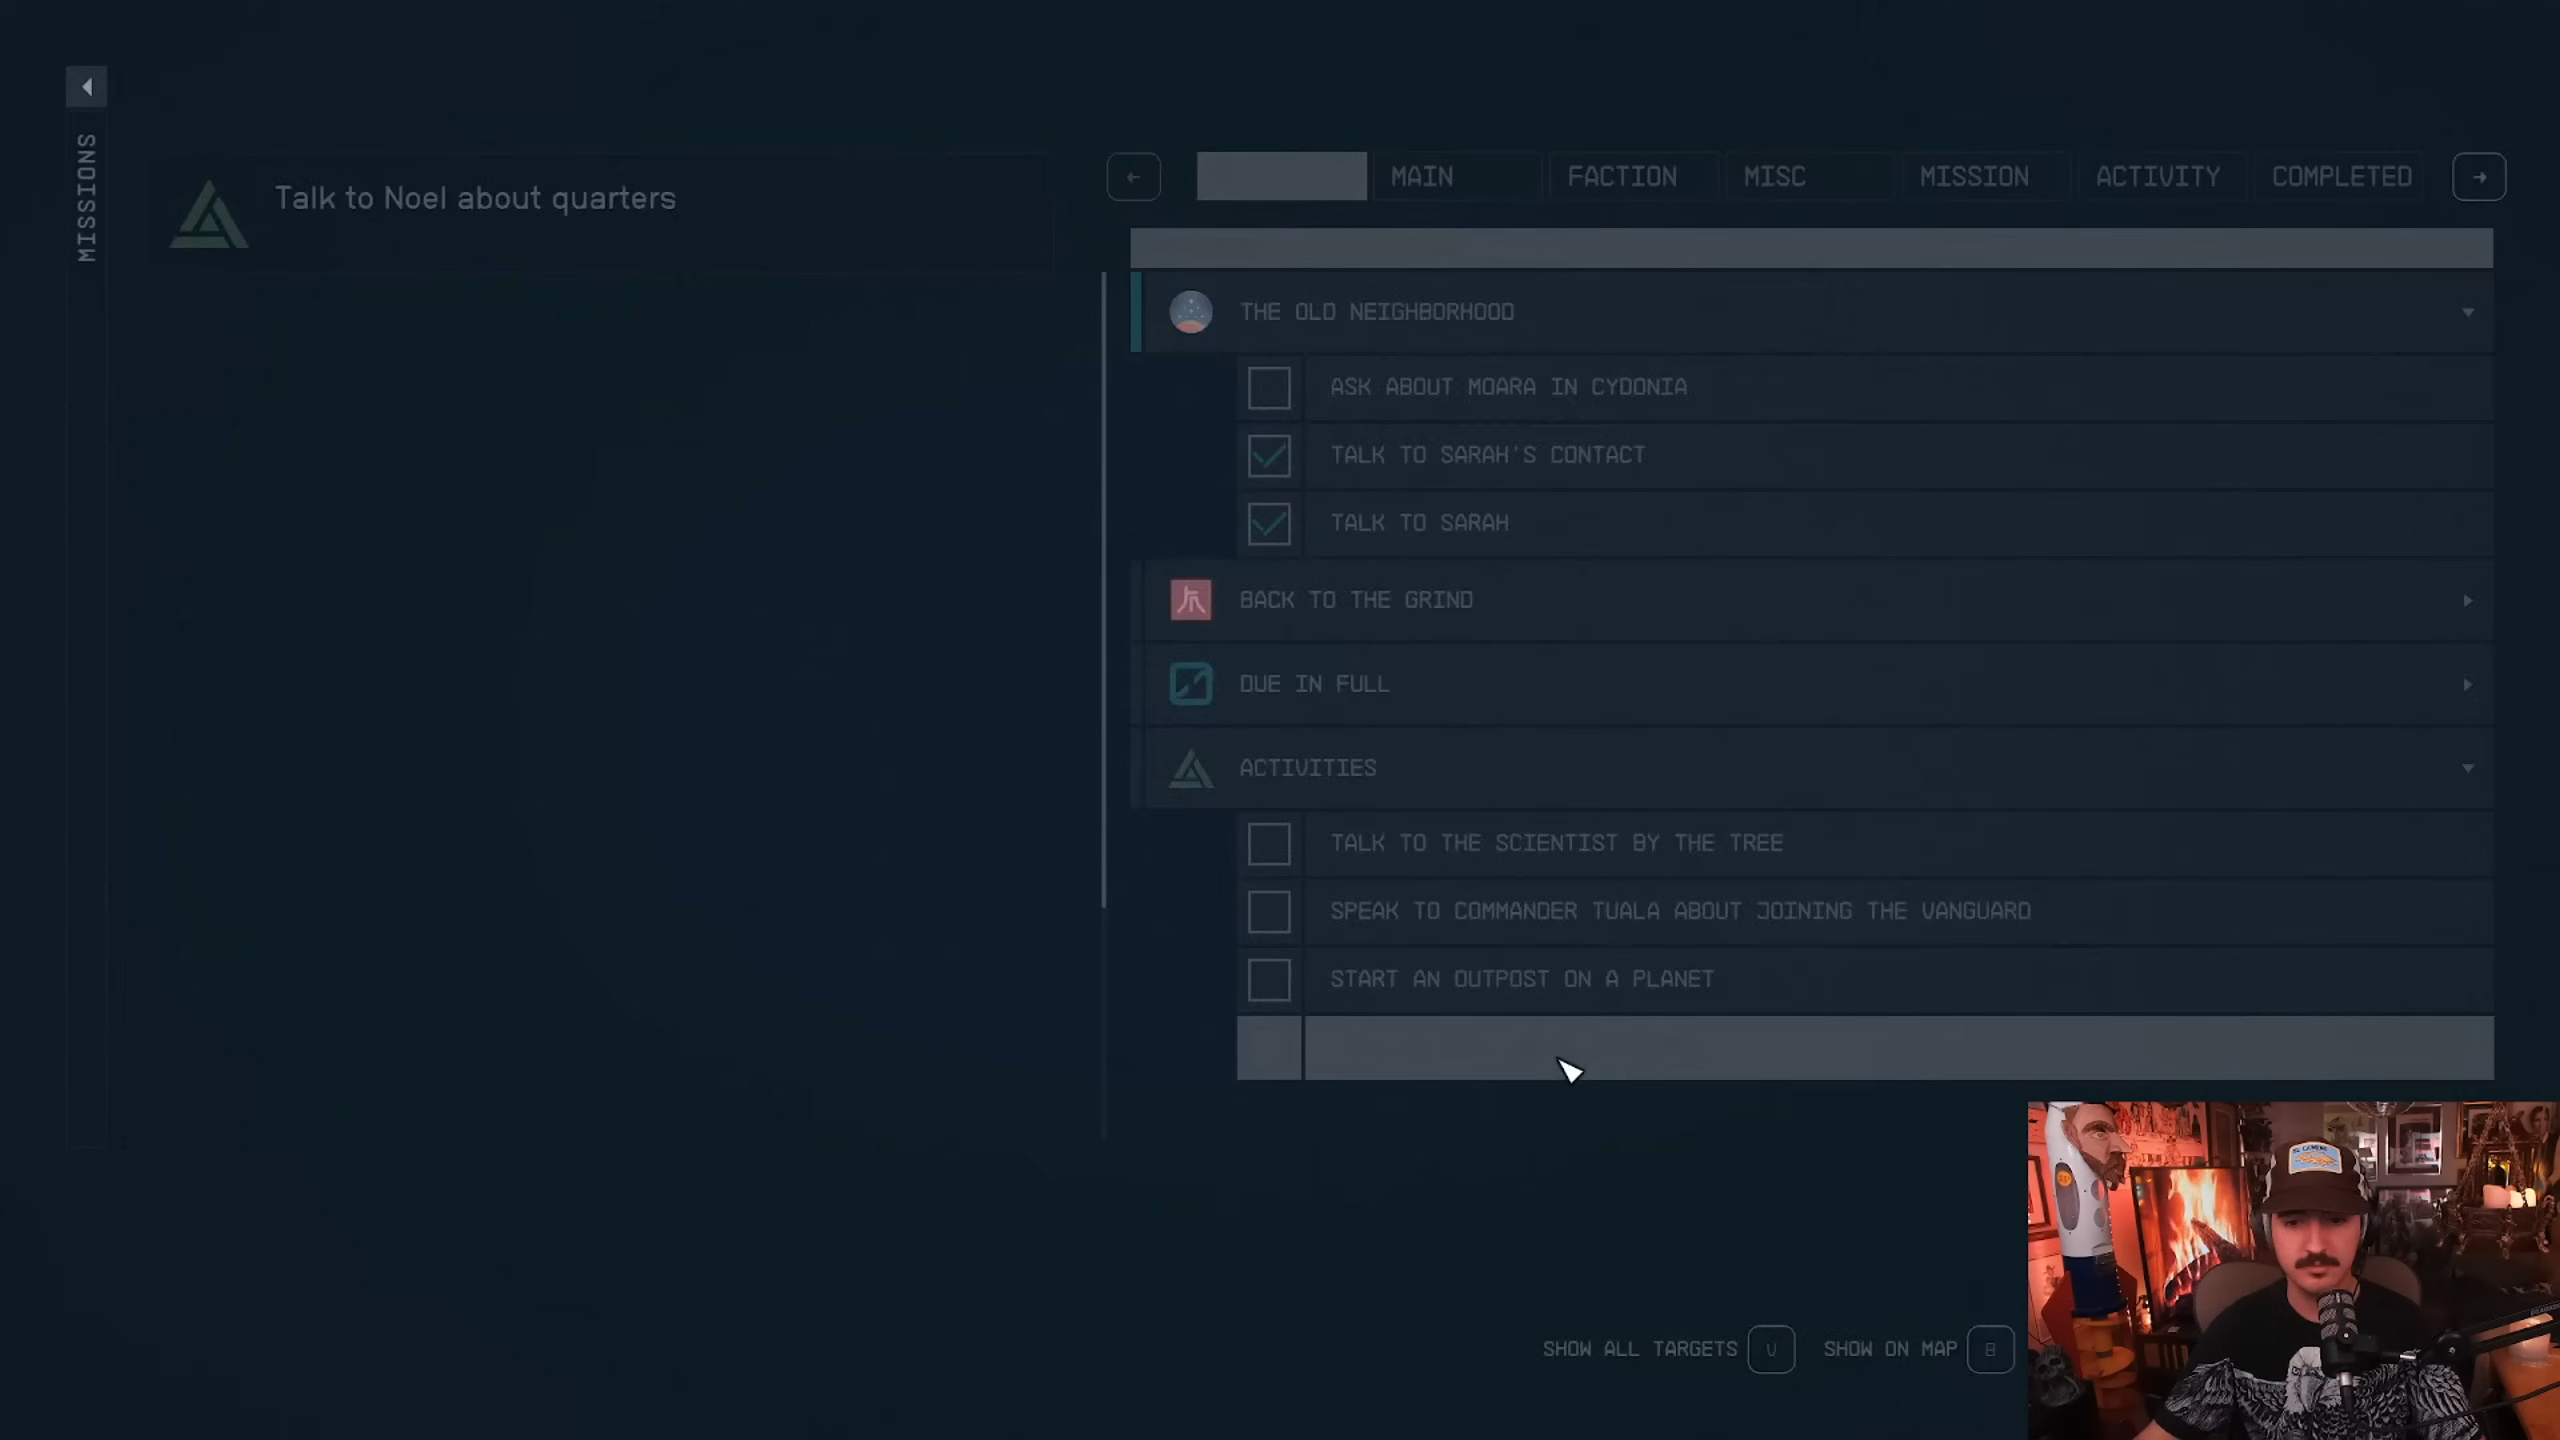 MISSIONS
Talk to Noel about quarters
MAIN
FACTION
MISC
MISSION
ACTIVITY
COMPLETED
THE OLD NEIGHBORHOOD
ASK ABOUT MOARA IN CYDONIA
TALK TO SARAH'S CONTACT
TALK TO SARAH
BACK TO THE GRIND
DUE IN FULL
ACTIVITIES
TALK TO THE SCIENTIST BY THE TREE
SPEAK TO COMMANDER TUALA ABOUT JOINING THE VANGUARD
START AN OUTPOST ON A PLANET
SHOW ALL TARGETS V
SHOW ON MAP B